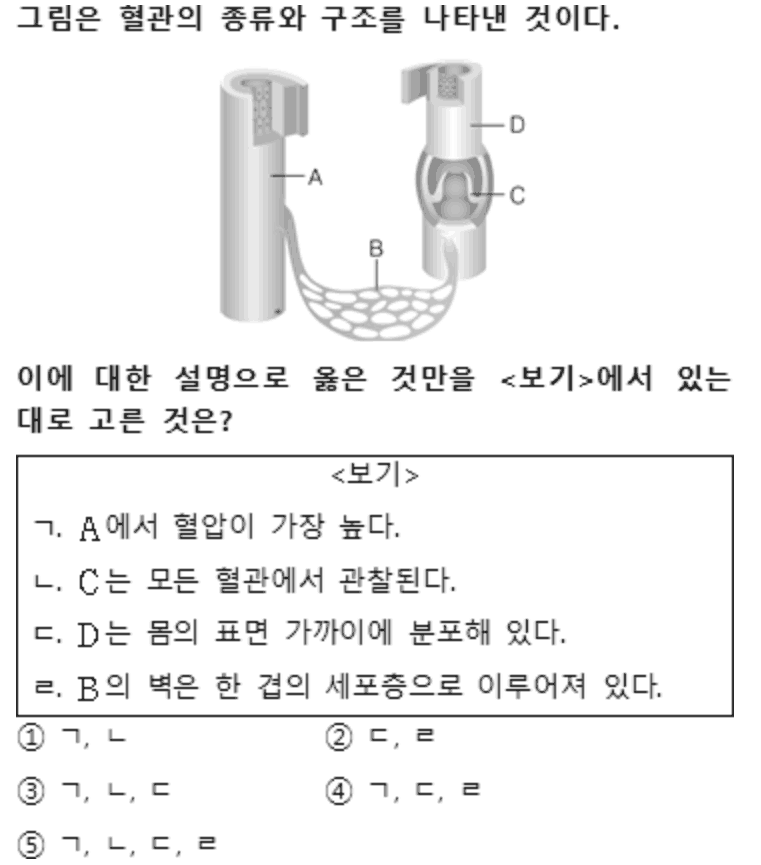 그림은 혈관의 종류와 구조를 나타낸 것이다.
A
D
C
B
이에 대한 설명으로 옳은 것만을 <보기>에서 있는
대로 고른 것은?
<보기>
ㄱ. A에서 혈압이 가장 높다.
ㄴ. C는 모든 혈관에서 관찰된다.
ㄷ. D는 몸의 표면 가까이에 분포해 있다.
ㄹ. B의 벽은 한 겹의 세포층으로 이루어져 있다.
① ㄱ, ㄴ ② ㄷ, ㄹ
③ ㄱ, ㄴ, ㄷ ④ ㄱ, ㄷ, ㄹ
⑤ ㄱ, ㄴ, ㄷ, ㄹ